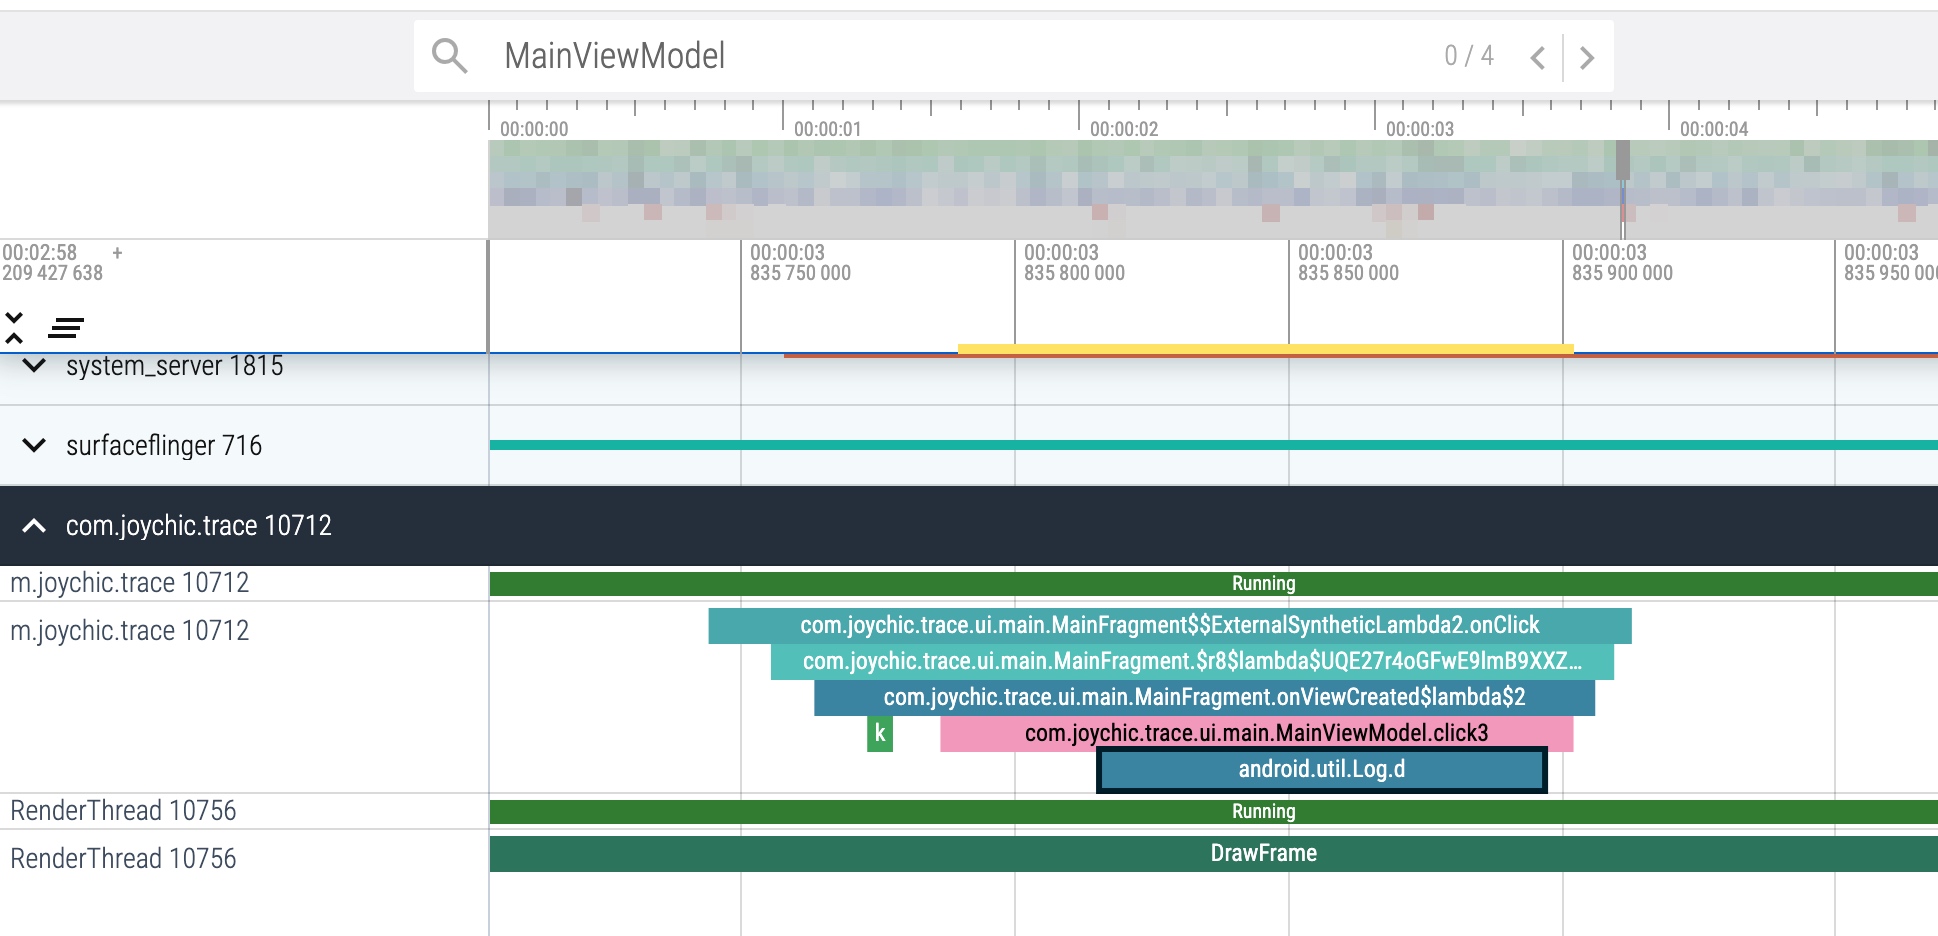 MainViewModel 0 / 4
00:00:00 00:00:01 00:00:02 00:00:03 00:00:04
00:02:58 + 00:00:03 00:00:03 00:00:03 00:00:03 00:00:03
209 427 638 835 750 000 835 800 000 835 850 000 835 900 000 835 950 00
system_server 1815
surfaceflinger 716
com.joychic.trace 10712
m.joychic.trace 10712 Running
m.joychic.trace 10712 com.joychic.trace.ui.main.MainFragment$$ExternalSyntheticLambda2.onClick
com.joychic.trace.ui.main.MainFragment.$r8$lambda$UQE27r4oGFwE9lmB9XXZ...
com.joychic.trace.ui.main.MainFragment.onViewCreated$lambda$2
k com.joychic.trace.ui.main.MainViewModel.click3
android.util.Log.d
RenderThread 10756 Running
RenderThread 10756 DrawFrame